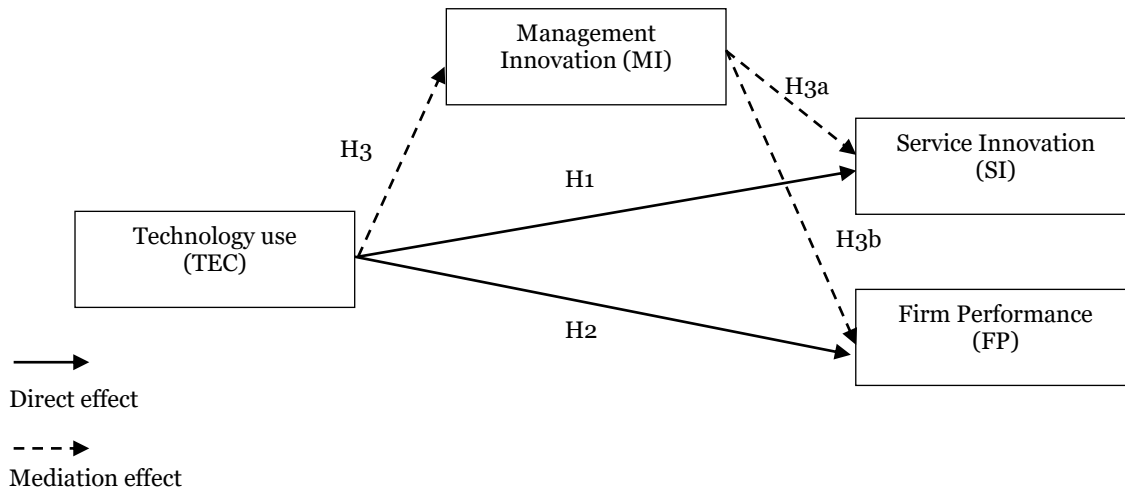 Management
Innovation (MI)
H3a
Service Innovation
(SI)
H3
H1
Technology use
(TEC)
H3b
Firm Performance
(FP)
H2
Direct effect
Mediation effect